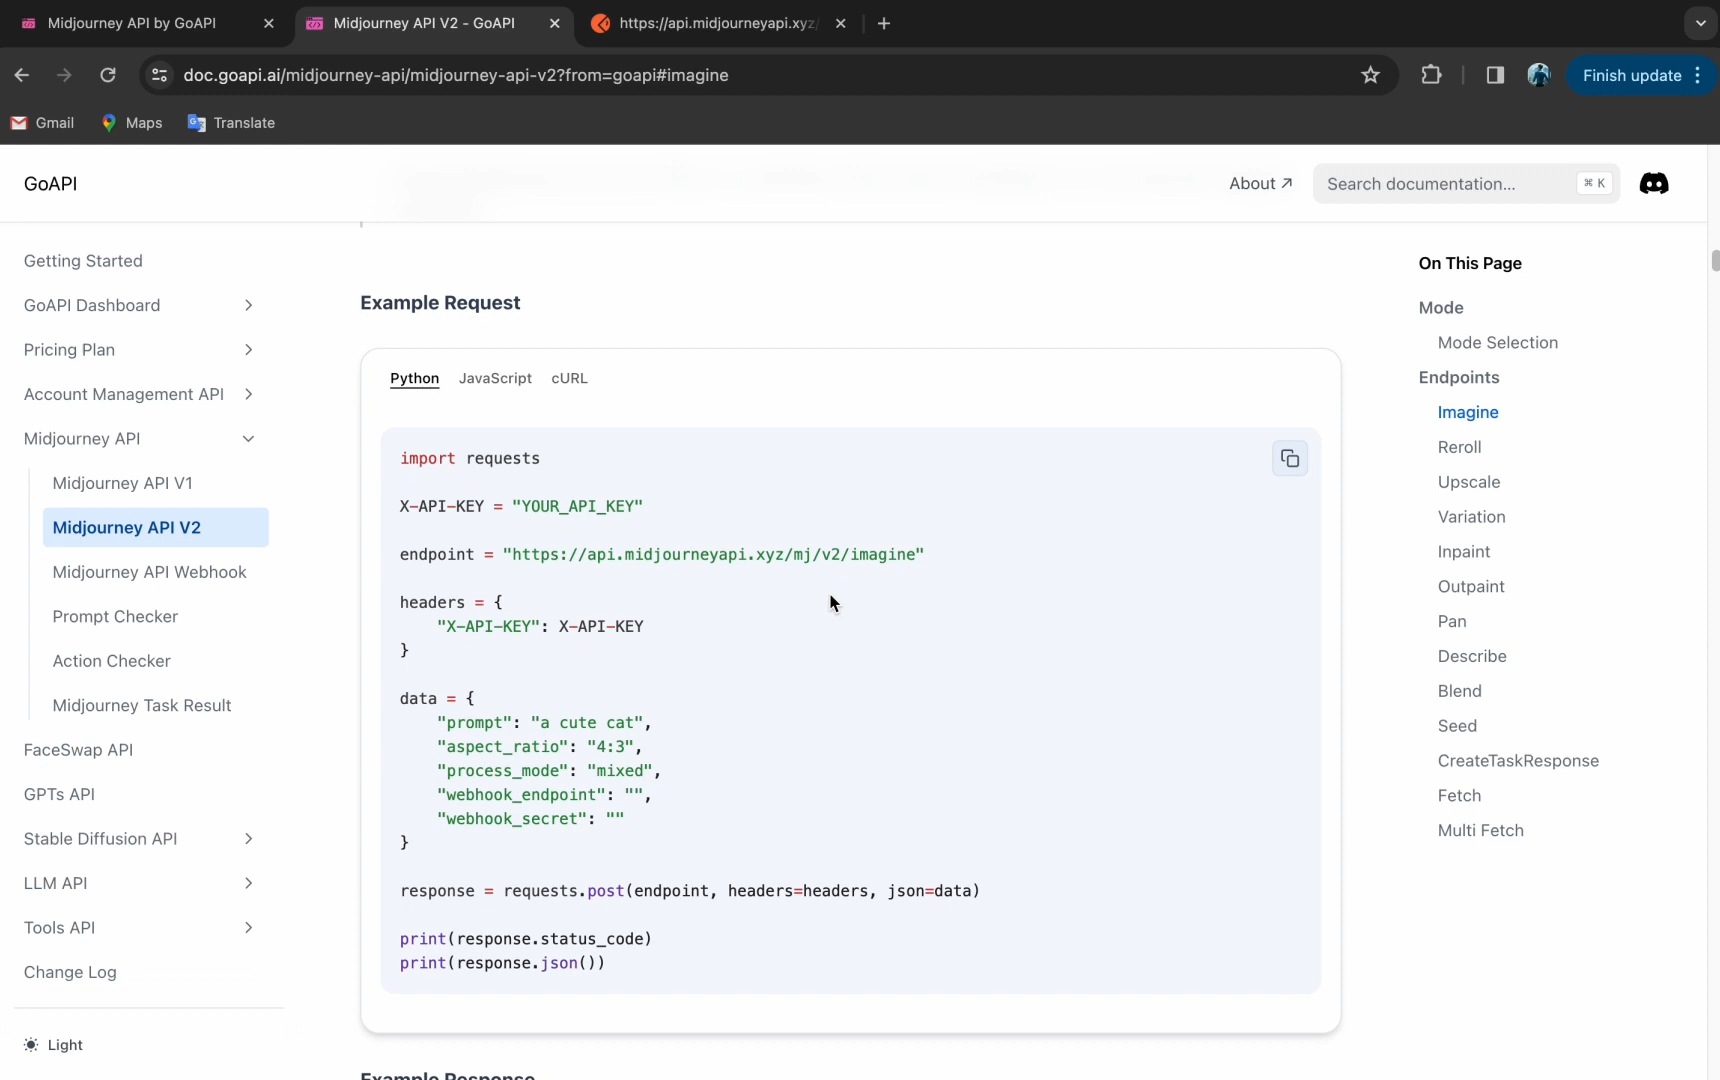 Midjourney API by GoAPI
Midjourney API V2 - GoAPI
https://api.midjourneyapi.xyz/
doc.goapi.ai/midjourney-api/midjourney-api-v2?from=goapi#imagine
Finish update
Gmail
Maps
Translate
GoAPI
About ↗
Search documentation...
⌘ K
Getting Started
GoAPI Dashboard
Pricing Plan
Account Management API
Midjourney API
Midjourney API V1
Midjourney API V2
Midjourney API Webhook
Prompt Checker
Action Checker
Midjourney Task Result
FaceSwap API
GPTs API
Stable Diffusion API
LLM API
Tools API
Change Log
Light
Example Request
Python JavaScript cURL
import requests
X-API-KEY = "YOUR_API_KEY"
endpoint = "https://api.midjourneyapi.xyz/mj/v2/imagine"
headers = {
"X-API-KEY": X-API-KEY
}
data = {
"prompt": "a cute cat",
"aspect_ratio": "4:3",
"process_mode": "mixed",
"webhook_endpoint": "",
"webhook_secret": ""
}
response = requests.post(endpoint, headers=headers, json=data)
print(response.status_code)
print(response.json())
Example Response
On This Page
Mode
Mode Selection
Endpoints
Imagine
Reroll
Upscale
Variation
Inpaint
Outpaint
Pan
Describe
Blend
Seed
CreateTaskResponse
Fetch
Multi Fetch